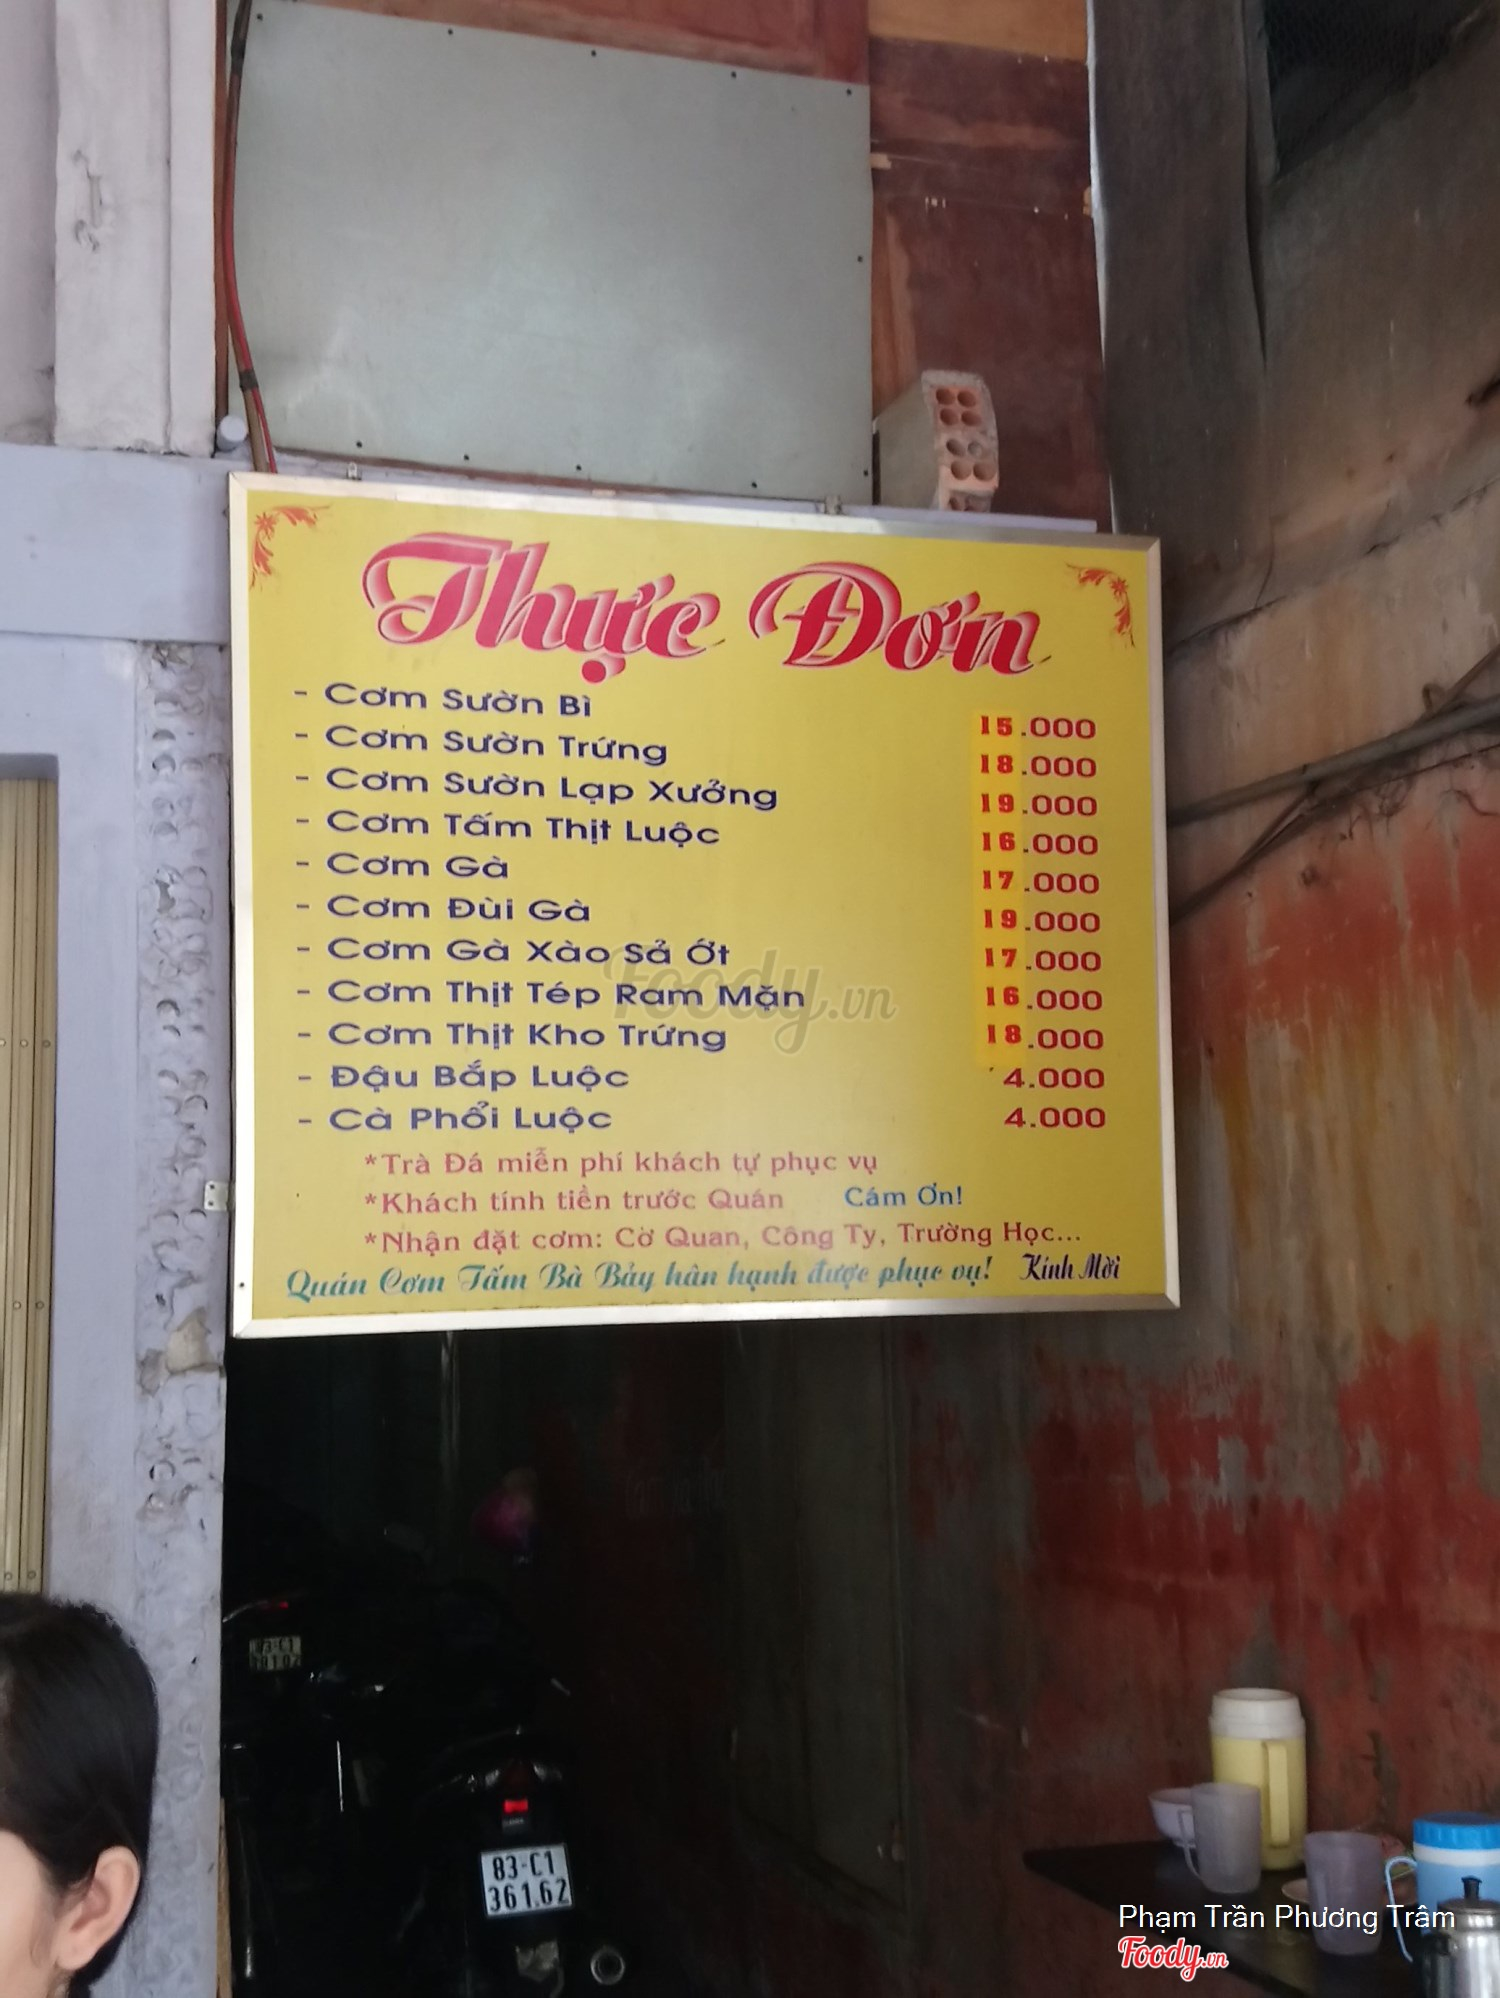 Thực Đơn
- Cơm Sườn Bì 15.000
- Cơm Sườn Trứng 18.000
- Cơm Sườn Lạp Xưởng 19.000
- Cơm Tấm Thịt Luộc 16.000
- Cơm Gà 17.000
- Cơm Đùi Gà 19.000
- Cơm Gà Xào Sả Ớt 17.000
- Cơm Thịt Tép Ram Mặn 16.000
- Cơm Thịt Kho Trứng 18.000
- Đậu Bắp Luộc 4.000
- Cà Phổi Luộc 4.000
*Trà Đá miễn phí khách tự phục vụ
*Khách tính tiền trước Quán Cám Ơn!
*Nhận đặt cơm: Cờ Quan, Công Ty, Trường Học...
Quán Cơm Tấm Bà Bảy hân hạnh được phục vụ! Kính Mời
Foody.vn
83-C1
361.62
Phạm Trần Phương Trâm
Foody.vn